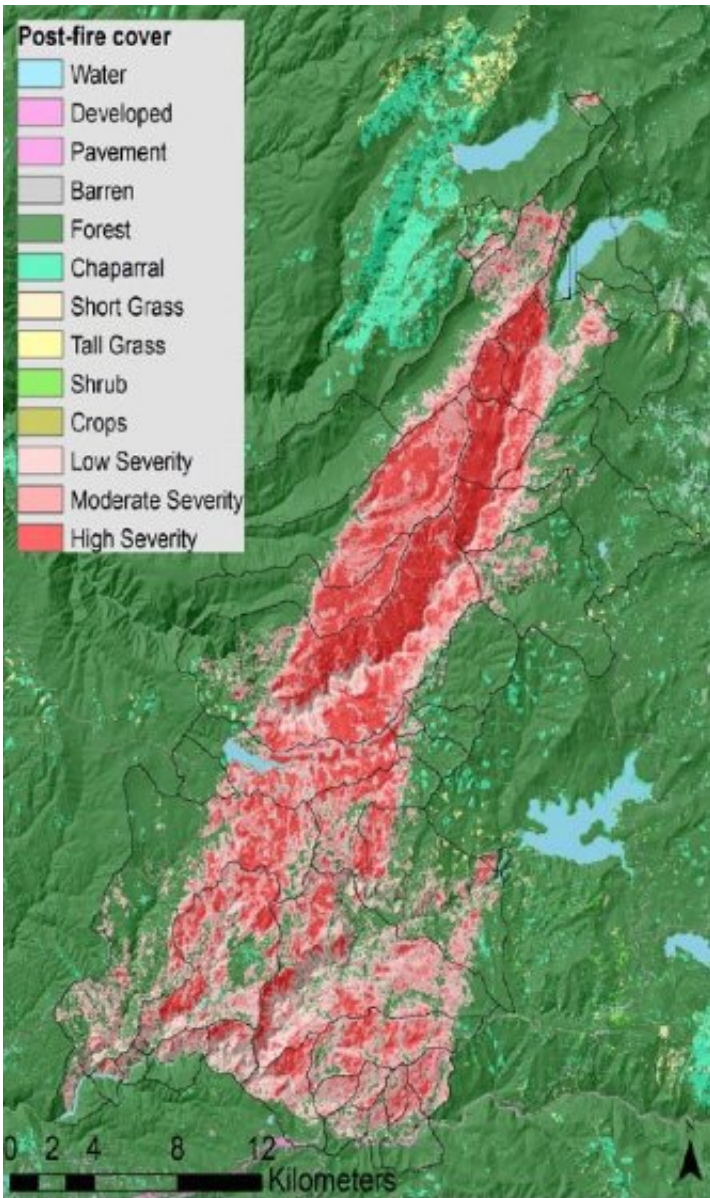 Post-fire cover
Water
Developed
Pavement
Barren
Forest
Chaparral
Short Grass
Tall Grass
Shrub
Crops
Low Severity
Moderate Severity
High Severity
N
0 2 4 8 12
Kilometers